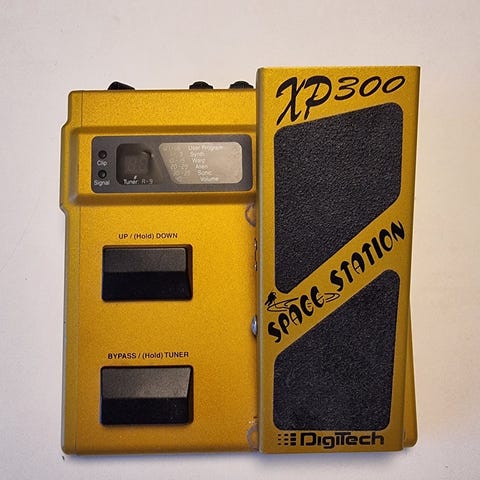 XP300
User Program
Synth
Warp
Alien
Sonic
Volume
Clip
Signal
Tuner A-9
UP / (Hold) DOWN
SPACE STATION
BYPASS / (Hold) TUNER
DigiTech